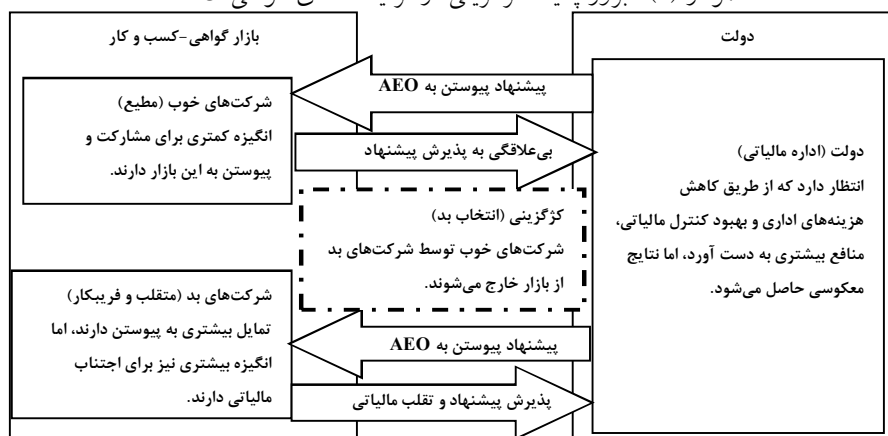 دولت
بازار گواهی-کسب و کار
پیشنهاد پیوستن به AEO
شرکت‌های خوب (مطیع)
انگیزه کمتری برای مشارکت و
پیوستن به این بازار دارند.
بی‌علاقگی به پذیرش پیشنهاد
دولت (اداره مالیاتی)
انتظار دارد که از طریق کاهش
هزینه‌های اداری و بهبود کنترل مالیاتی،
منافع بیشتری به دست آورد، اما نتایج
معکوسی حاصل می‌شود.
کژگزینی (انتخاب بد)
شرکت‌های خوب توسط شرکت‌های بد
از بازار خارج می‌شوند.
شرکت‌های بد (متقلب و فریبکار)
تمایل بیشتری به پیوستن دارند، اما
انگیزه بیشتری نیز برای اجتناب
مالیاتی دارند.
پیشنهاد پیوستن به AEO
پذیرش پیشنهاد و تقلب مالیاتی